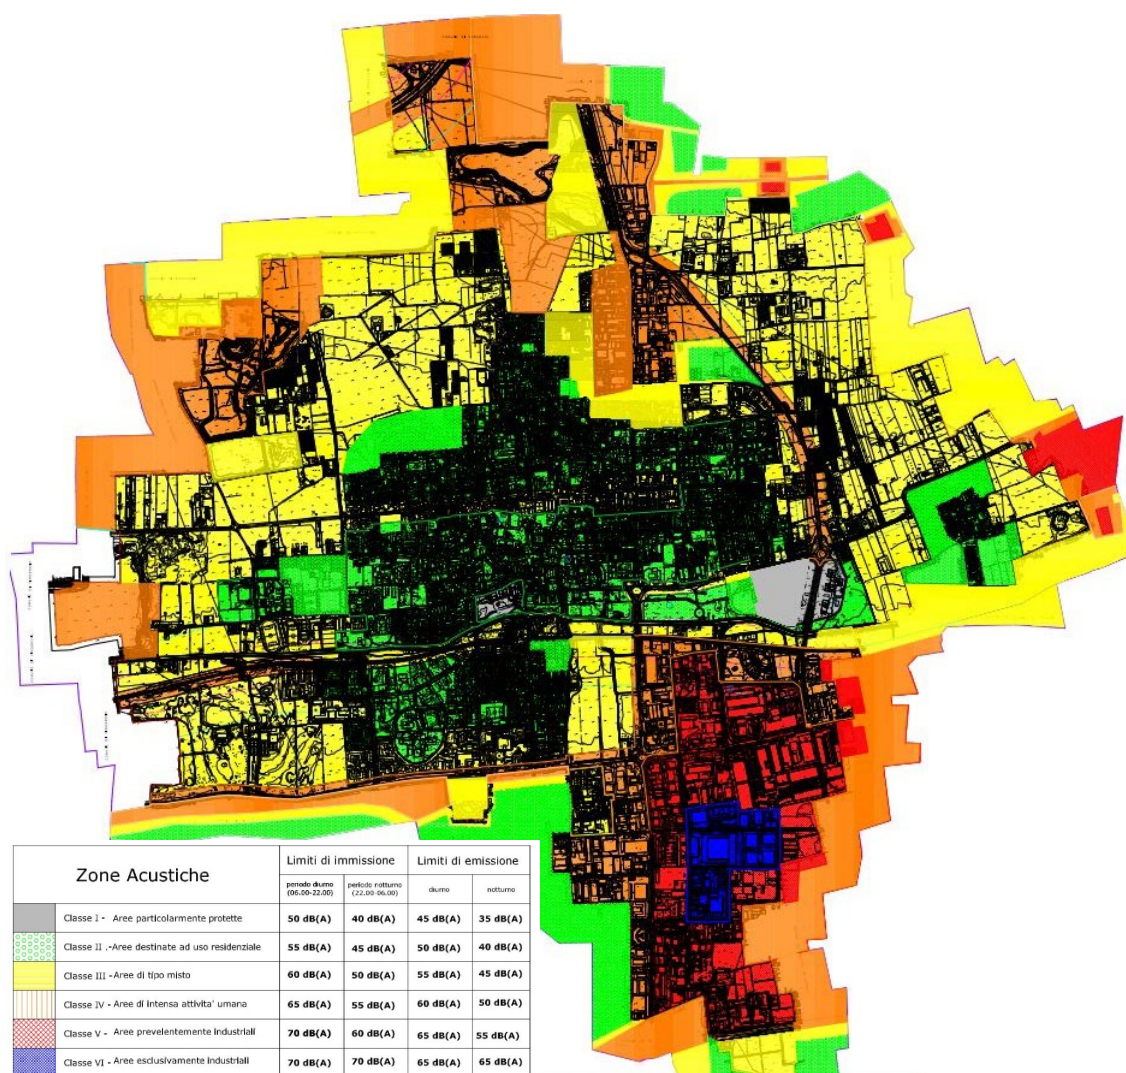 Zone Acustiche
Limiti di immissione Limiti di emissione
periodo diurno (06.00-22.00) periodo notturno (22.00-06.00) diurno notturno
Classe I - Aree particolarmente protette 50 dB(A) 40 dB(A) 45 dB(A) 35 dB(A)
Classe II .-Aree destinate ad uso residenziale 55 dB(A) 45 dB(A) 50 dB(A) 40 dB(A)
Classe III - Aree di tipo misto 60 dB(A) 50 dB(A) 55 dB(A) 45 dB(A)
Classe IV - Aree di intensa attivita' umana 65 dB(A) 55 dB(A) 60 dB(A) 50 dB(A)
Classe V - Aree prevelentemente industriali 70 dB(A) 60 dB(A) 65 dB(A) 55 dB(A)
Classe VI - Aree esclusivamente industriali 70 dB(A) 70 dB(A) 65 dB(A) 65 dB(A)